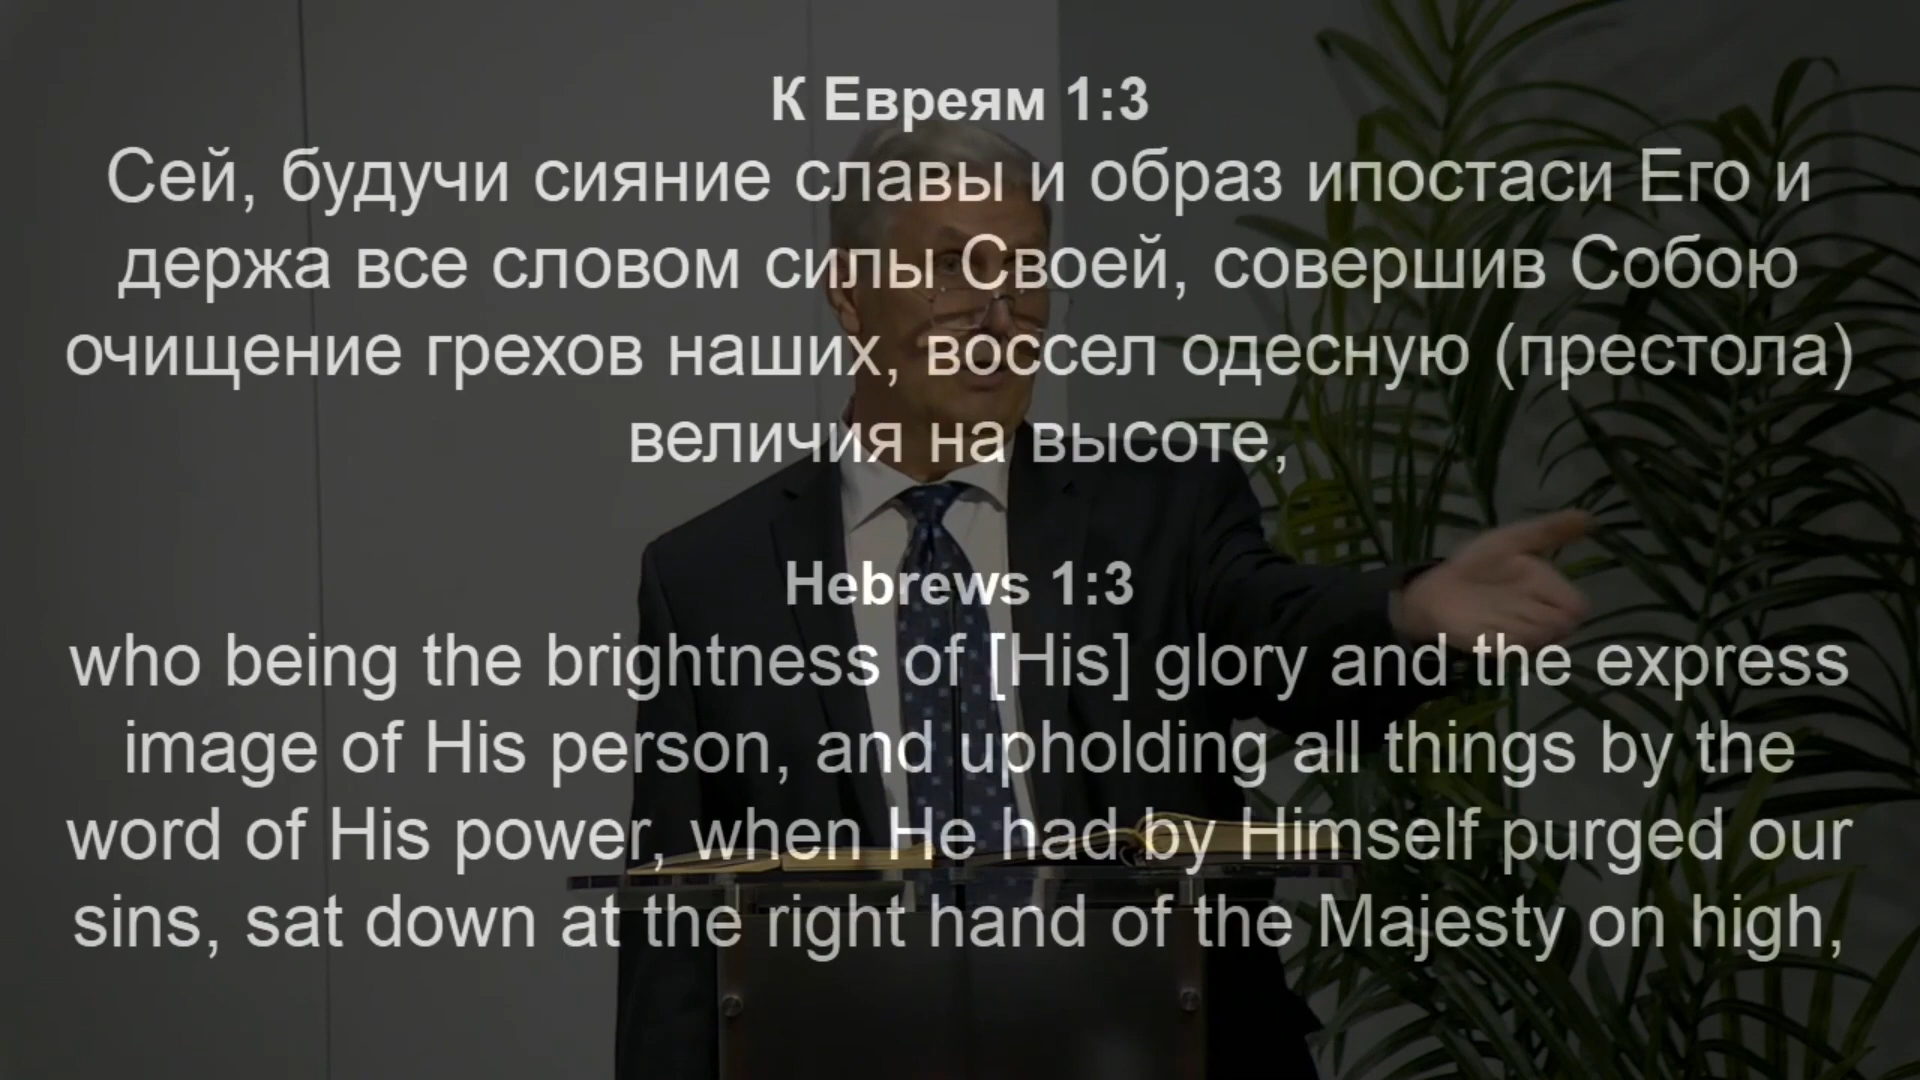 К Евреям 1:3
Сей, будучи сияние славы и образ ипостаси Его и
держа все словом силы Своей, совершив Собою
очищение грехов наших, воссел одесную (престола)
величия на высоте,
Hebrews 1:3
who being the brightness of [His] glory and the express
image of His person, and upholding all things by the
word of His power, when He had by Himself purged our
sins, sat down at the right hand of the Majesty on high,